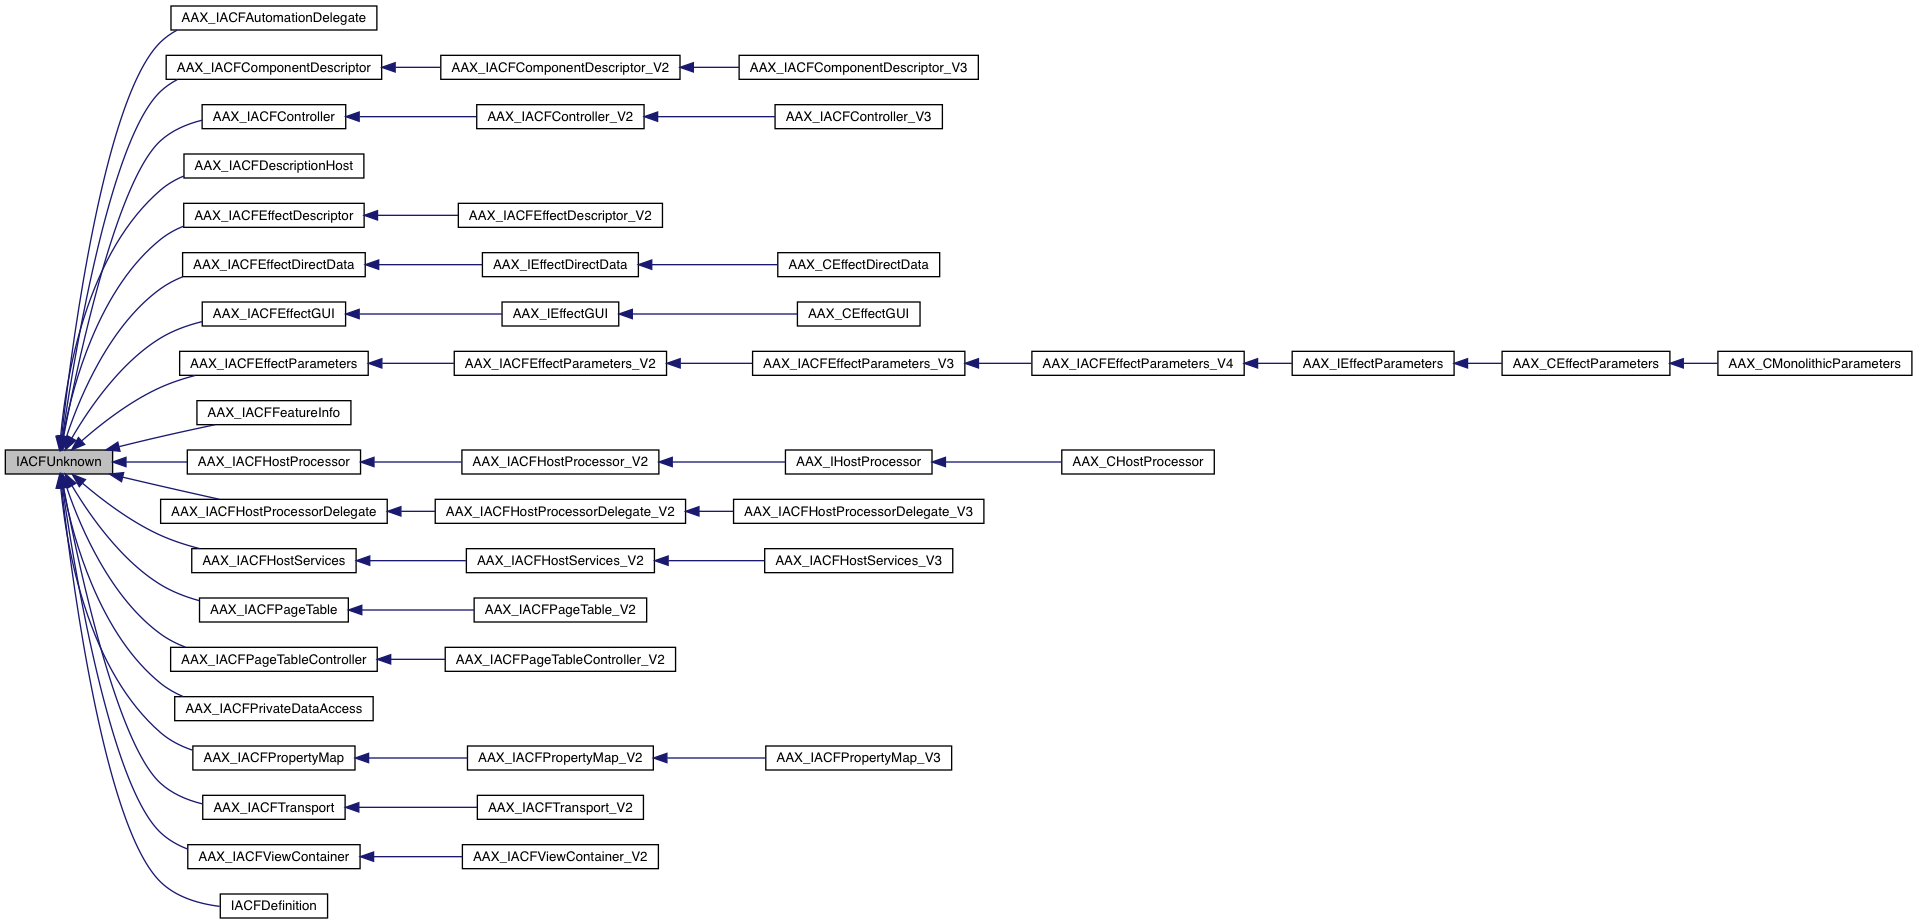 AAX_IACFAutomationDelegate
AAX_IACFComponentDescriptor AAX_IACFComponentDescriptor_V2 AAX_IACFComponentDescriptor_V3
AAX_IACFController AAX_IACFController_V2 AAX_IACFController_V3
AAX_IACFDescriptionHost
AAX_IACFEffectDescriptor AAX_IACFEffectDescriptor_V2
AAX_IACFEffectDirectData AAX_IEffectDirectData AAX_CEffectDirectData
AAX_IACFEffectGUI AAX_IEffectGUI AAX_CEffectGUI
AAX_IACFEffectParameters AAX_IACFEffectParameters_V2 AAX_IACFEffectParameters_V3 AAX_IACFEffectParameters_V4 AAX_IEffectParameters AAX_CEffectParameters AAX_CMonolithicParameters
AAX_IACFFeatureInfo
IACFUnknown AAX_IACFHostProcessor AAX_IACFHostProcessor_V2 AAX_IHostProcessor AAX_CHostProcessor
AAX_IACFHostProcessorDelegate AAX_IACFHostProcessorDelegate_V2 AAX_IACFHostProcessorDelegate_V3
AAX_IACFHostServices AAX_IACFHostServices_V2 AAX_IACFHostServices_V3
AAX_IACFPageTable AAX_IACFPageTable_V2
AAX_IACFPageTableController AAX_IACFPageTableController_V2
AAX_IACFPrivateDataAccess
AAX_IACFPropertyMap AAX_IACFPropertyMap_V2 AAX_IACFPropertyMap_V3
AAX_IACFTransport AAX_IACFTransport_V2
AAX_IACFViewContainer AAX_IACFViewContainer_V2
IACFDefinition